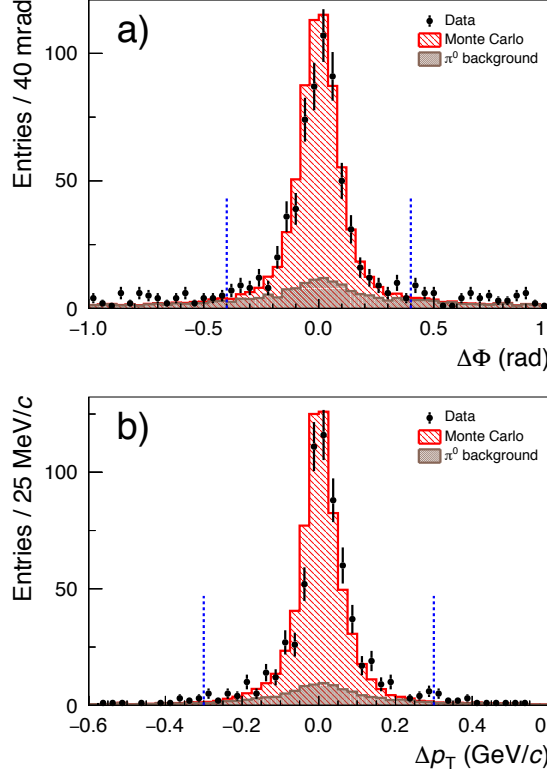 a)
Data
Monte Carlo
π⁰ background
Entries / 40 mrad
100
50
0
−1.0 −0.5 0.0 0.5 1
ΔΦ (rad)
b)
Data
Monte Carlo
π⁰ background
Entries / 25 MeV/c
100
50
0
−0.6 −0.4 −0.2 0.0 0.2 0.4 0
Δp_T (GeV/c)